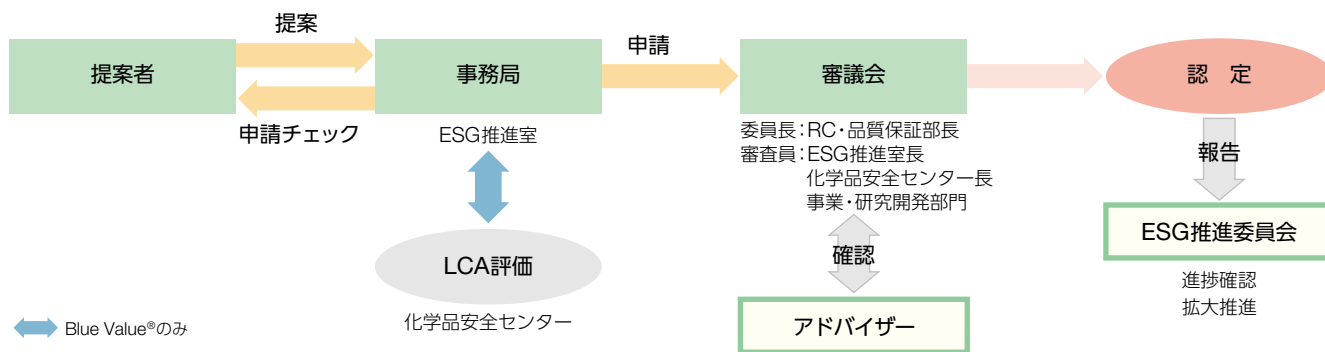 提案
提案者
申請チェック
事務局
ESG推進室
LCA評価
化学品安全センター
Blue Value®のみ
申請
審議会
委員長：RC・品質保証部長
審査員：ESG推進室長
化学品安全センター長
事業・研究開発部門
確認
アドバイザー
認　定
報告
ESG推進委員会
進捗確認
拡大推進